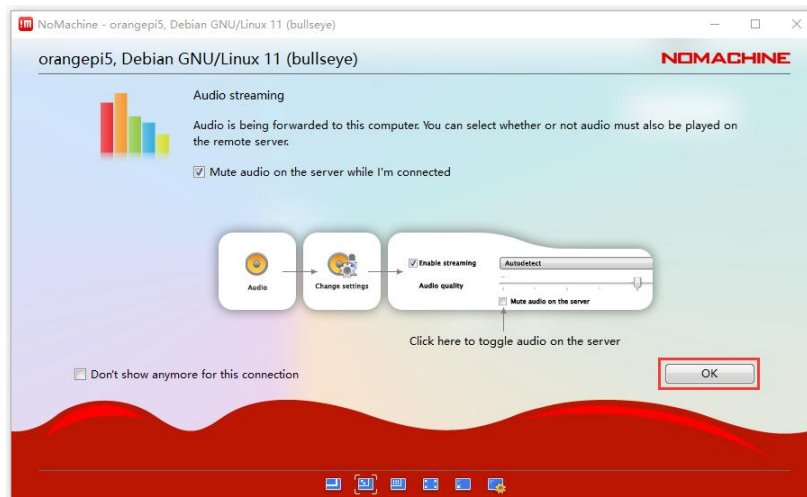 NoMachine - orangepi5, Debian GNU/Linux 11 (bullseye)
orangepi5, Debian GNU/Linux 11 (bullseye)
NOMACHINE
Audio streaming
Audio is being forwarded to this computer. You can select whether or not audio must also be played on
the remote server.
Mute audio on the server while I'm connected
Audio
Change settings
Enable streaming
Autodetect
Audio quality
Mute audio on the server
Click here to toggle audio on the server
Don't show anymore for this connection
OK